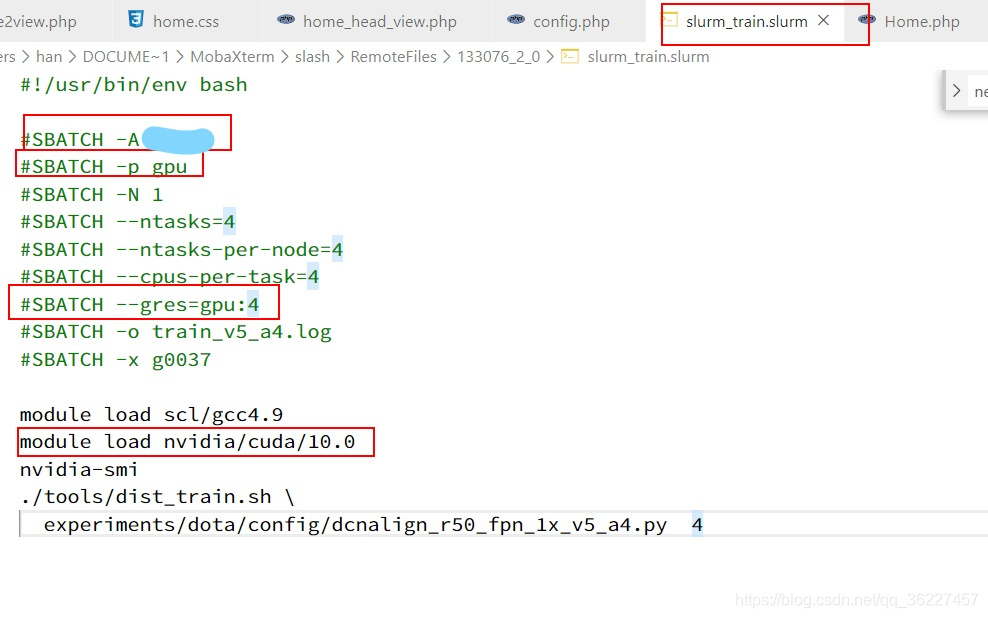 e2view.php home.css home_head_view.php config.php slurm_train.slurm Home.php
ers > han > DOCUME~1 > MobaXterm > slash > RemoteFiles > 133076_2_0 > slurm_train.slurm
#!/usr/bin/env bash
ne
#SBATCH -A
#SBATCH -p gpu
#SBATCH -N 1
#SBATCH --ntasks=4
#SBATCH --ntasks-per-node=4
#SBATCH --cpus-per-task=4
#SBATCH --gres=gpu:4
#SBATCH -o train_v5_a4.log
#SBATCH -x g0037
module load scl/gcc4.9
module load nvidia/cuda/10.0
nvidia-smi
./tools/dist_train.sh \
experiments/dota/config/dcnalign_r50_fpn_1x_v5_a4.py 4
https://blog.csdn.net/qq_36227457